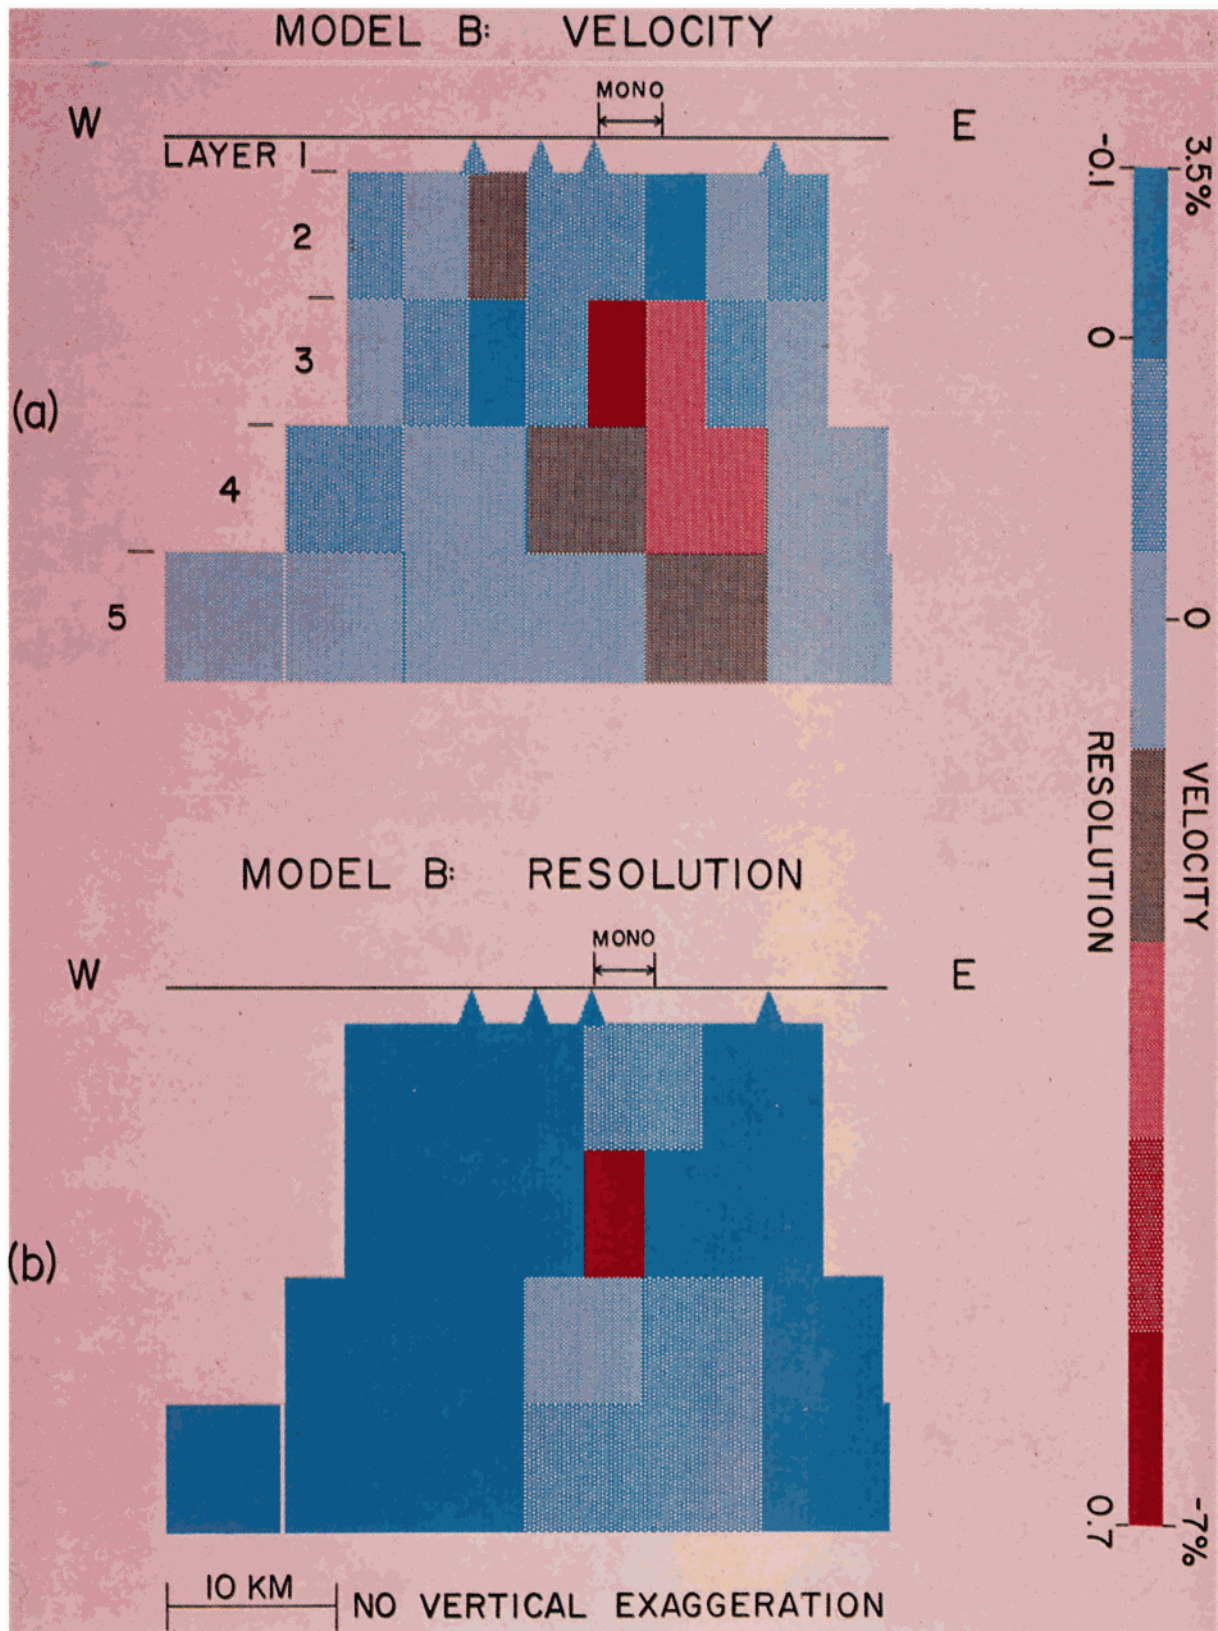 MODEL B: VELOCITY
MONO
W
E
LAYER 1
2
3
(a)
4
5
-0.1
3.5%
0
0
RESOLUTION
VELOCITY
0.7
-7%
MODEL B: RESOLUTION
MONO
W
E
(b)
10 KM
NO VERTICAL EXAGGERATION